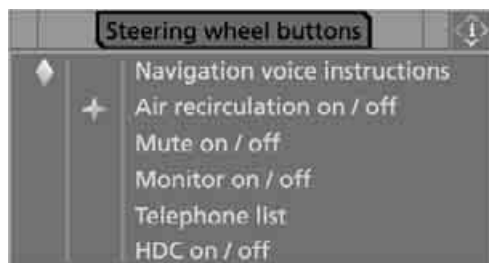 Steering wheel buttons
Navigation voice instructions
Air recirculation on / off
Mute on / off
Monitor on / off
Telephone list
HDC on / off